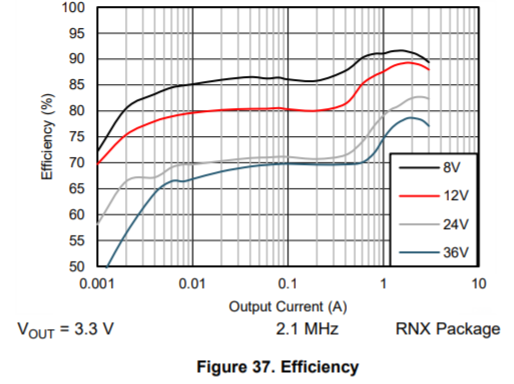 100
95
90
85
80
75
70
65
60
55
50
Efficiency (%)
8V
12V
24V
36V
0.001 0.01 0.1 1 10
Output Current (A)
VOUT = 3.3 V 2.1 MHz RNX Package
Figure 37. Efficiency